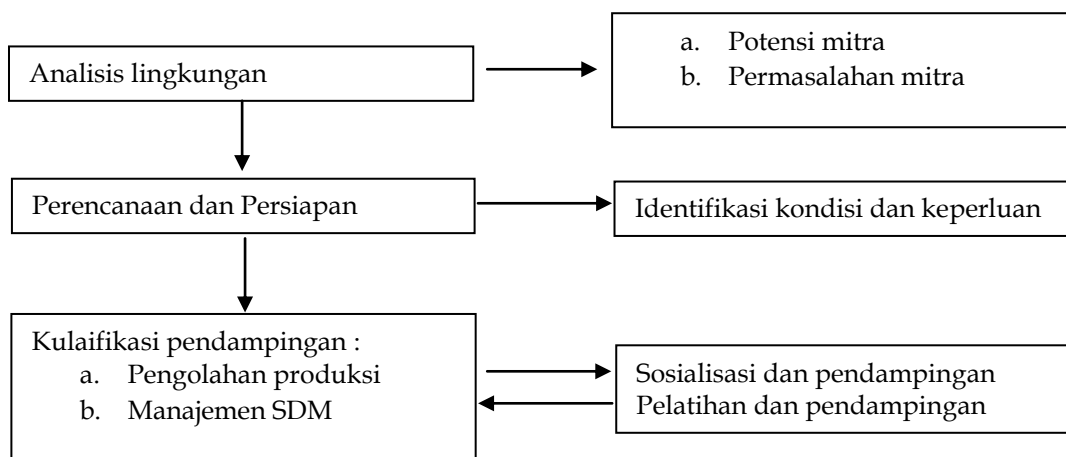 Analisis lingkungan
a. Potensi mitra
b. Permasalahan mitra
Perencanaan dan Persiapan
Identifikasi kondisi dan keperluan
Kulaifikasi pendampingan :
a. Pengolahan produksi
b. Manajemen SDM
Sosialisasi dan pendampingan
Pelatihan dan pendampingan